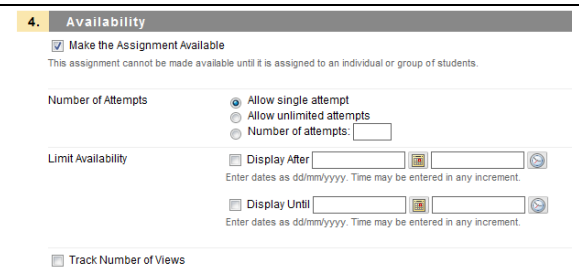 4. Availability
Make the Assignment Available
This assignment cannot be made available until it is assigned to an individual or group of students.
Number of Attempts
Allow single attempt
Allow unlimited attempts
Number of attempts:
Limit Availability
Display After
Enter dates as dd/mm/yyyy. Time may be entered in any increment.
Display Until
Enter dates as dd/mm/yyyy. Time may be entered in any increment.
Track Number of Views